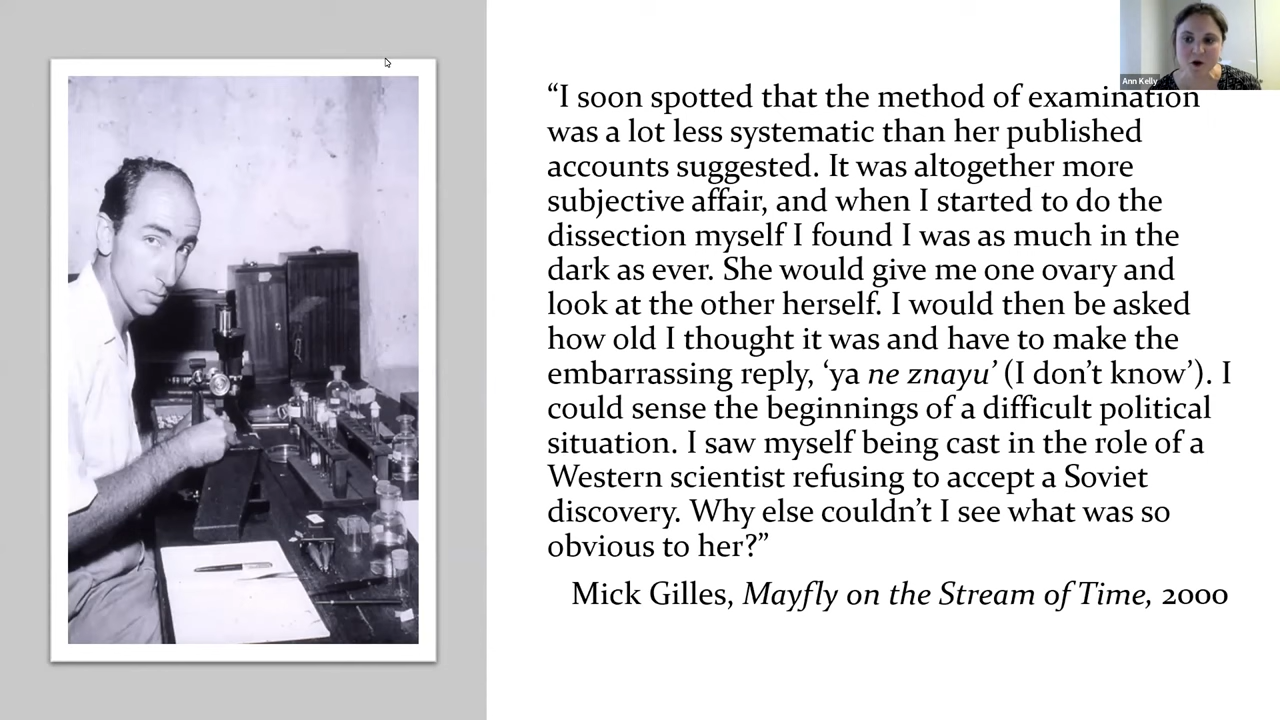 Ann Kelly
“I soon spotted that the method of examination
was a lot less systematic than her published
accounts suggested. It was altogether more
subjective affair, and when I started to do the
dissection myself I found I was as much in the
dark as ever. She would give me one ovary and
look at the other herself. I would then be asked
how old I thought it was and have to make the
embarrassing reply, ‘ya ne znayu’ (I don’t know’). I
could sense the beginnings of a difficult political
situation. I saw myself being cast in the role of a
Western scientist refusing to accept a Soviet
discovery. Why else couldn’t I see what was so
obvious to her?”
Mick Gilles, Mayfly on the Stream of Time, 2000